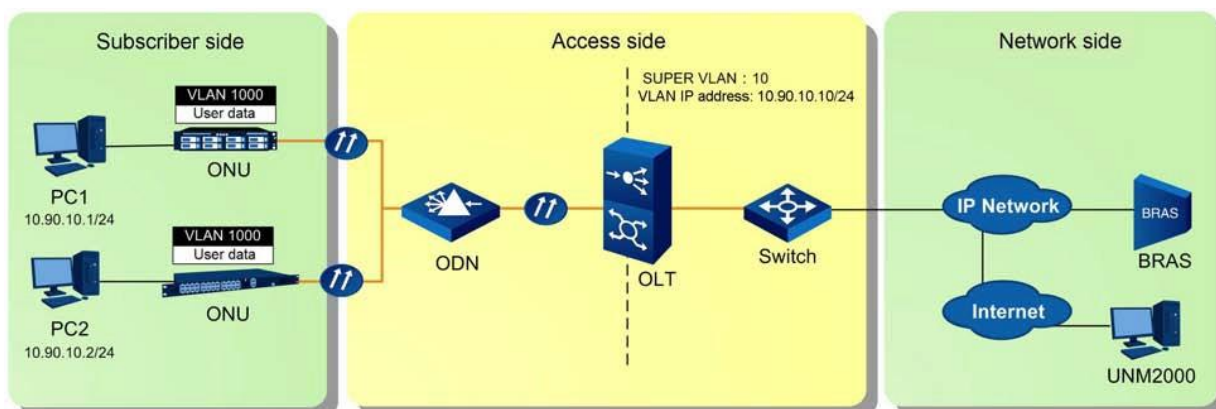 Subscriber side
VLAN 1000
User data
ONU
PC1
10.90.10.1/24
VLAN 1000
User data
ONU
PC2
10.90.10.2/24
Access side
SUPER VLAN : 10
VLAN IP address: 10.90.10.10/24
ODN
OLT
Switch
Network side
IP Network
BRAS
BRAS
Internet
UNM2000